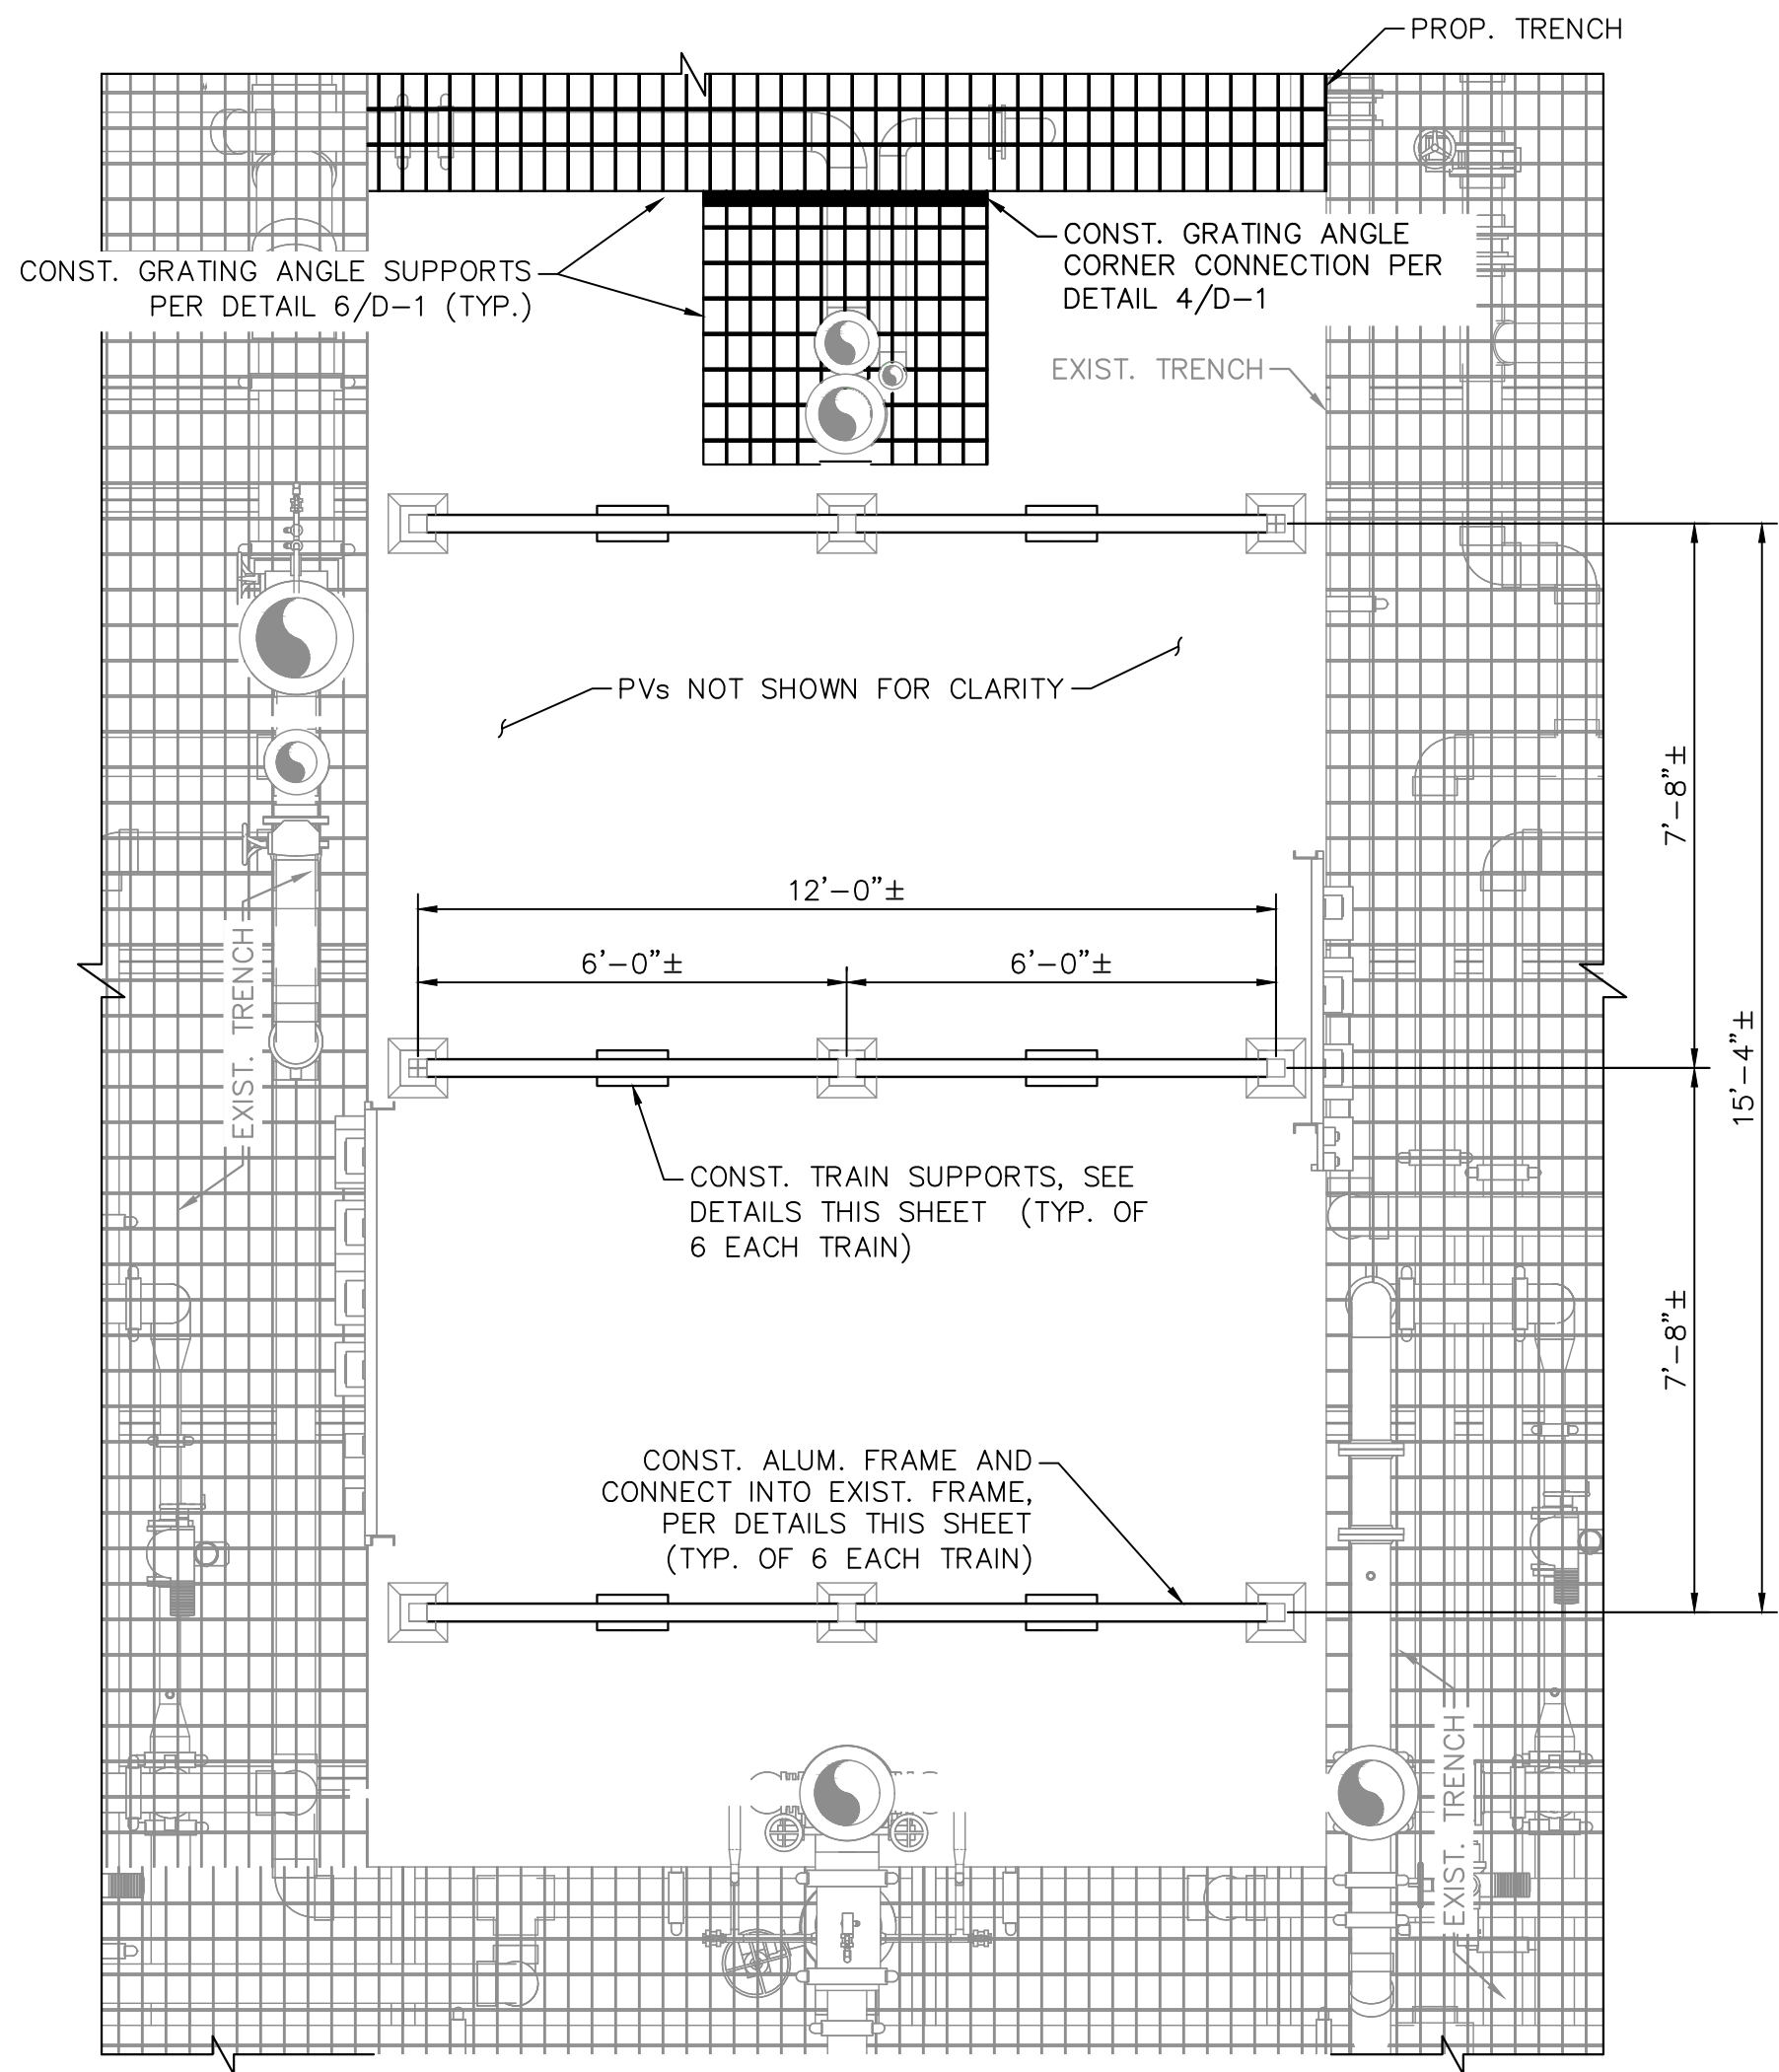 PROP. TRENCH
CONST. GRATING ANGLE SUPPORTS
PER DETAIL 6/D-1 (TYP.)
CONST. GRATING ANGLE
CORNER CONNECTION PER
DETAIL 4/D-1
EXIST. TRENCH
PVs NOT SHOWN FOR CLARITY
7'-8"±
12'-0"±
6'-0"±
6'-0"±
EXIST. TRENCH
15'-4"±
CONST. TRAIN SUPPORTS, SEE
DETAILS THIS SHEET (TYP. OF
6 EACH TRAIN)
7'-8"±
CONST. ALUM. FRAME AND
CONNECT INTO EXIST. FRAME,
PER DETAILS THIS SHEET
(TYP. OF 6 EACH TRAIN)
EXIST. TRENCH